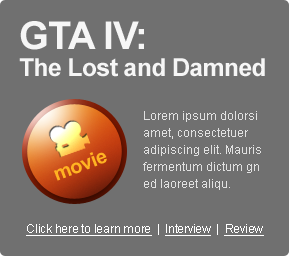 GTA IV:
The Lost and Damned
movie
Lorem ipsum dolorsi
amet, consectetuer
adipiscing elit. Mauris
fermentum dictum gn
ed laoreet aliqu.
Click here to learn more | Interview | Review